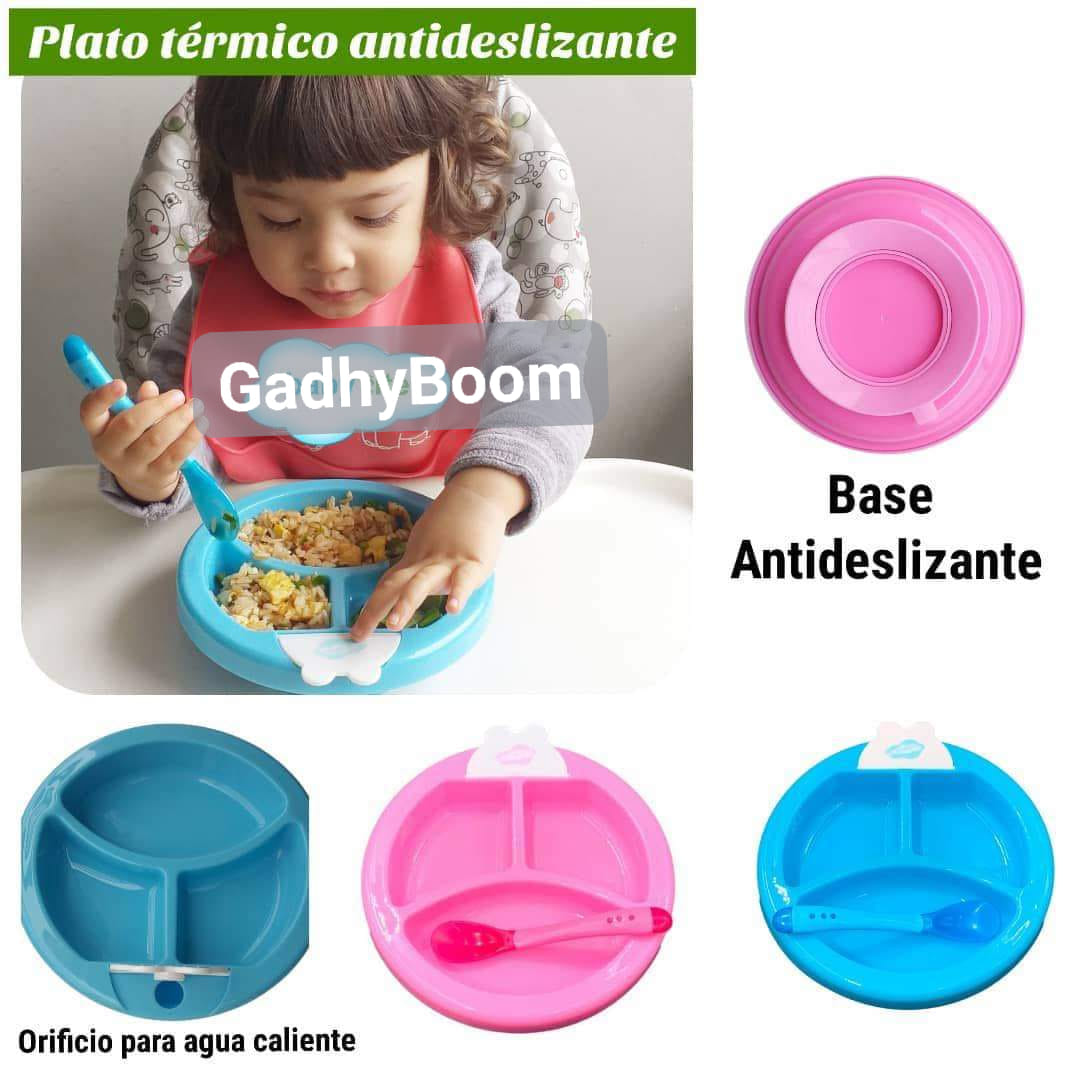 Plato térmico antideslizante
GadhyBoom
Base
Antideslizante
Orificio para agua caliente